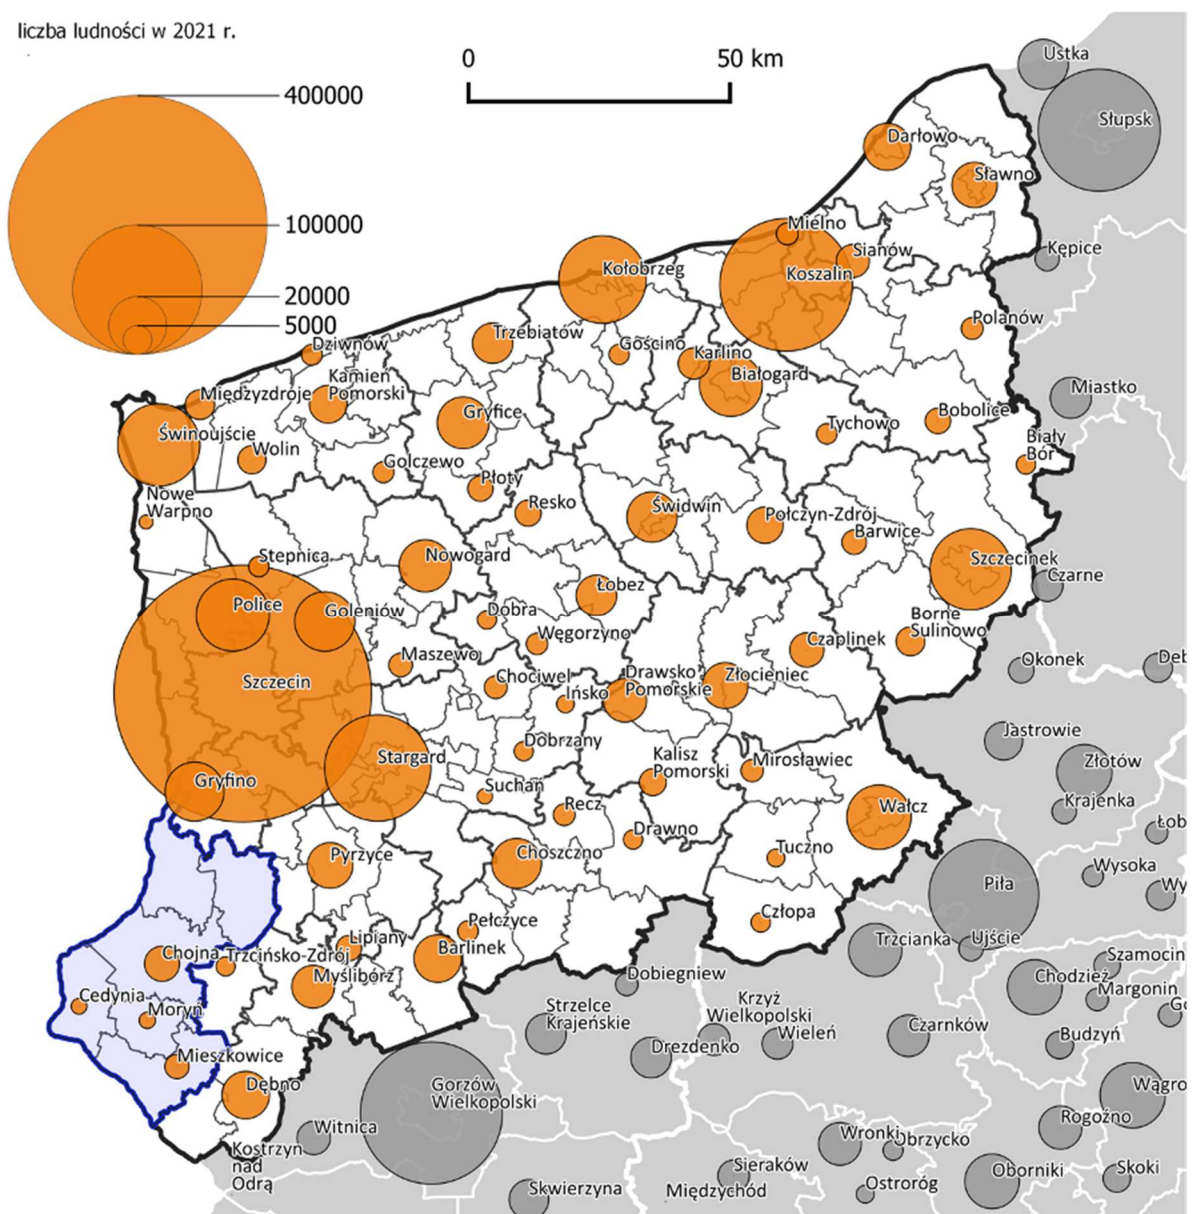 liczba ludności w 2021 r.
0
50 km
400000
100000
20000
5000
Ustka
Słupsk
Darłowo
Sławno
Mielno
Sianów
Kępice
Kołobrzeg
Koszalin
Polanów
Trzebiatów
Gościno
Karlino
Białogard
Dziwnów
Kamień
Pomorski
Miastko
Międzyzdroje
Gryfice
Bobolice
Tychowo
Świnoujście
Wolin
Golczewo
Biały
Bór
Płoty
Nowe
Warpno
Resko
Świdwin
Połczyn-Zdrój
Barwice
Stepnica
Nowogard
Szczecinek
Czarne
Łobez
Police
Goleniów
Dobra
Borne
Sulinowo
Węgorzyno
Czaplinek
Maszewo
Okonek
Szczecin
Chociwel
Ińsko
Drawsko
Pomorskie
Złocieniec
Jastrowie
Dobrzany
Stargard
Kalisz
Pomorski
Mirosławiec
Złotów
Gryfino
Suchań
Recz
Krajenka
Wałcz
Drawno
Pyrzyce
Choszczno
Tuczno
Wysoka
Piła
Człopa
Pełczyce
Lipiany
Barlinek
Trzcianka
Ujście
Chojna
Trzcińsko-Zdrój
Myślibórz
Dobiegniew
Szamocin
Chodzież
Margonin
Cedynia
Moryń
Strzelce
Krajeńskie
Krzyż
Wielkopolski
Wieleń
Czarnków
Budzyń
Drezdenko
Mieszkowice
Dębno
Gorzów
Wielkopolski
Wągro
Rogoźno
Witnica
Kostrzyn
nad
Odrą
Wronki
Obrzycko
Sieraków
Międzychód
Oborniki
Skoki
Ostroróg
Skwierzyna